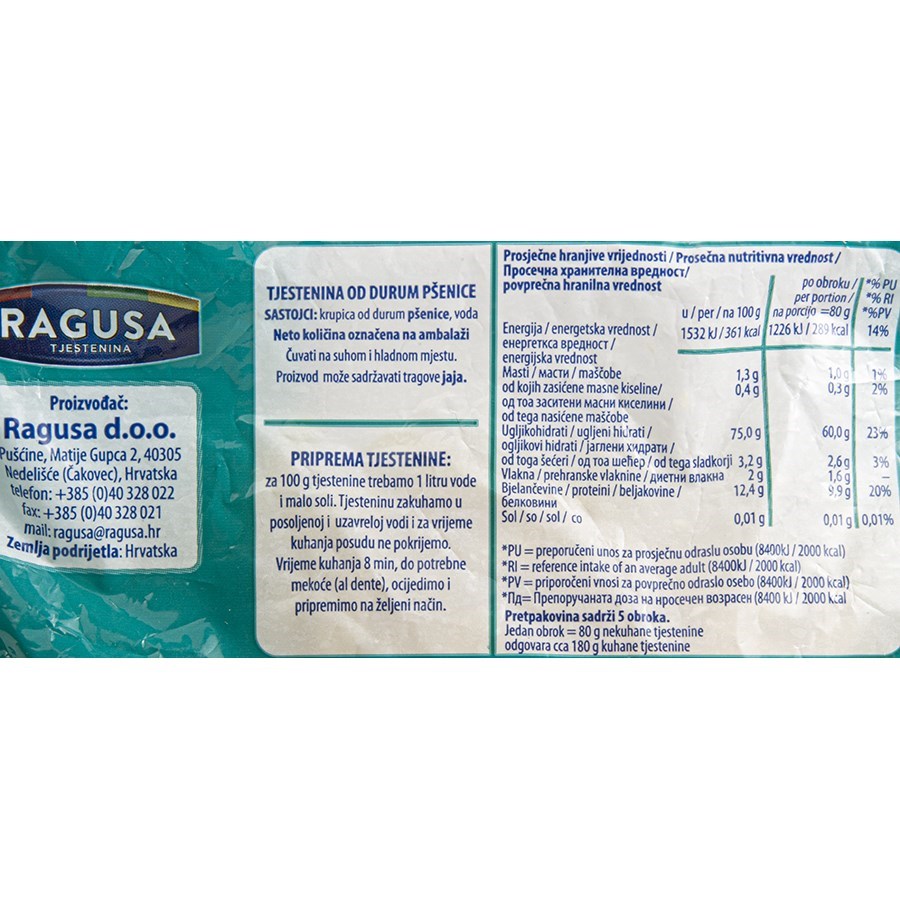 RAGUSA
TJESTENINA
Proizvođač:
Ragusa d.o.o.
Pušćine, Matije Gupca 2, 40305
Nedelišće (Čakovec), Hrvatska
telefon: +385 (0)40 328 022
fax: +385 (0)40 328 021
mail: ragusa@ragusa.hr
Zemlja podrijetla: Hrvatska
TJESTENINA OD DURUM PŠENICE
SASTOJCI: krupica od durum pšenice, voda
Neto količina označena na ambalaži
Čuvati na suhom i hladnom mjestu.
Proizvod može sadržavati tragove jaja.
PRIPREMA TJESTENINE:
za 100 g tjestenine trebamo 1 litru vode
i malo soli. Tjesteninu zakuhamo u
posoljenoj i uzavreloj vodi i za vrijeme
kuhanja posudu ne pokrijemo.
Vrijeme kuhanja 8 min, do potrebne
mekoće (al dente), ocijedimo i
pripremimo na željeni način.
Prosječne hranjive vrijednosti / Prosečna nutritivna vrednost /
Просечна хранителна вредност/
povprečna hranilna vrednost
po obroku / *% PU
per portion / *% RI
u / per / na 100 g na porcijo =80 g *%PV
Energija / energetska vrednost / 1532 kJ / 361 kcal 1226 kJ / 289 kcal 14%
енергеткса вредност /
energijska vrednost
Masti / масти / maščobe 1,3 g 1,0 g 1%
od kojih zasićene masne kiseline/ 0,4 g 0,3 g 2%
од тоа заситени масни киселини /
od tega nasićene maščobe
Ugljikohidrati / ugljeni hidrati / 75,0 g 60,0 g 23%
ogljikovi hidrati / јаглени хидрати /
od toga šećeri / од тоа шеќер / od tega sladkorji 3,2 g 2,6 g 3%
Vlakna / prehranske vlaknine / диетни влакна 2 g 1,6 g –
Bjelančevine / proteini / beljakovine / 12,4 g 9,9 g 20%
белковини
Sol / so / sol / со 0,01 g 0,01 g 0,01%
*PU = preporučeni unos za prosječnu odraslu osobu (8400kJ / 2000 kcal)
*RI = reference intake of an average adult (8400kJ / 2000 kcal)
*PV = priporočeni vnosi za povprečno odraslo osebo (8400kJ / 2000 kcal)
*Пд= Препоручаната доза на нросечен возрасен (8400 kJ / 2000 kcal
Pretpakovina sadrži 5 obroka.
Jedan obrok = 80 g nekuhane tjestenine
odgovara cca 180 g kuhane tjestenine